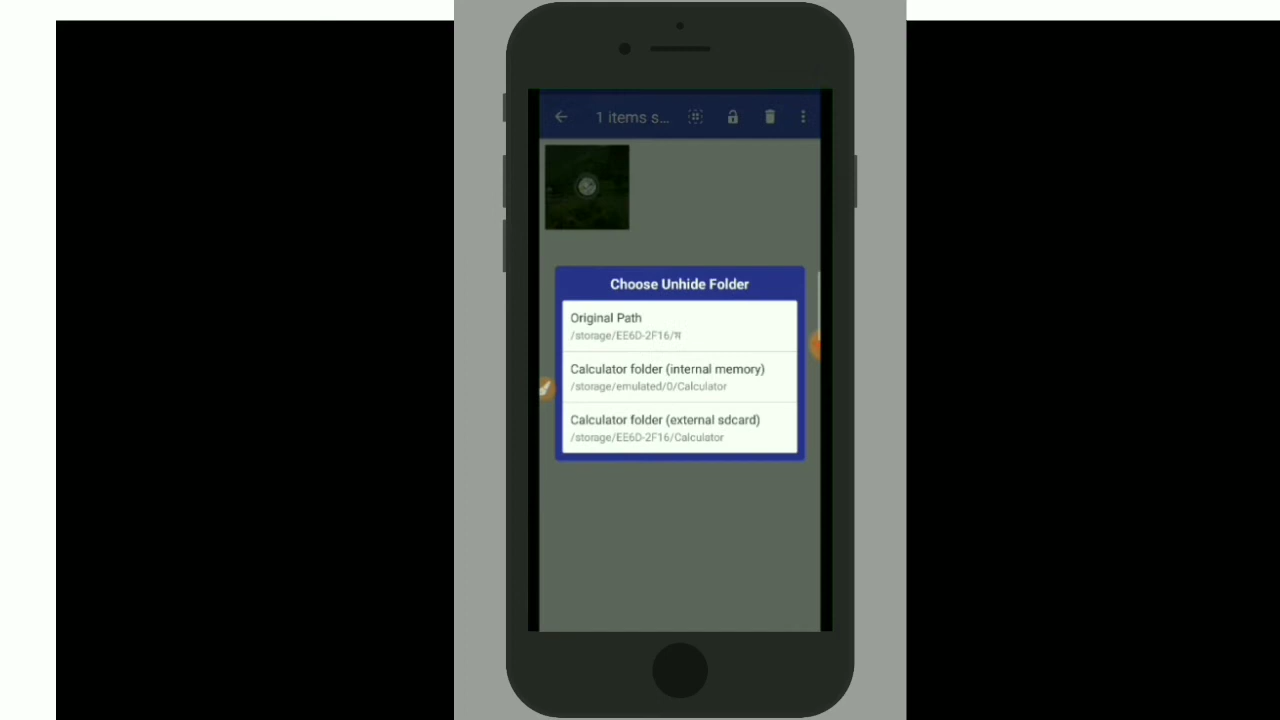 1 items s...
Choose Unhide Folder
Original Path
/storage/EE6D-2F16/म
Calculator folder (internal memory)
/storage/emulated/0/Calculator
Calculator folder (external sdcard)
/storage/EE6D-2F16/Calculator